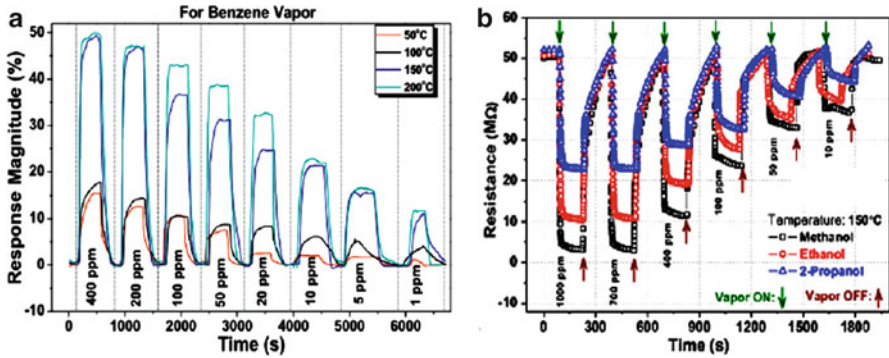 a
For Benzene Vapor
Response Magnitude (%)
50
40
30
20
10
0
-10
50°C
100°C
150°C
200°C
400 ppm
200 ppm
100 ppm
50 ppm
20 ppm
10 ppm
5 ppm
1 ppm
0
1000
2000
3000
4000
5000
6000
Time (s)
b
Resistance (MΩ)
60
50
40
30
20
10
0
-10
1000 ppm
700 ppm
400 ppm
100 ppm
50 ppm
10 ppm
Temperature: 150°C
Methanol
Ethanol
2-Propanol
Vapor ON:
Vapor OFF:
0
300
600
900
1200
1500
1800
Time (s)